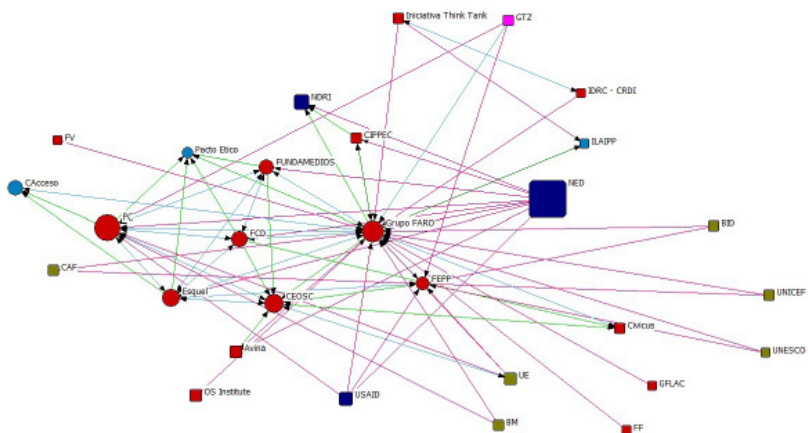 Iniciativa Think Tank
GTZ
IDRC - CRDI
NDRI
CIPPEC
ILAIPP
FV
Pacto Etico
FUNDAMEDIOS
CAcceso
NED
PC
Grupo FARO
BID
FCD
CAF
FEPP
Esquel
CEOSC
UNICEF
Civicus
Avina
UNESCO
UE
GFLAC
OS Institute
USAID
BM
FF